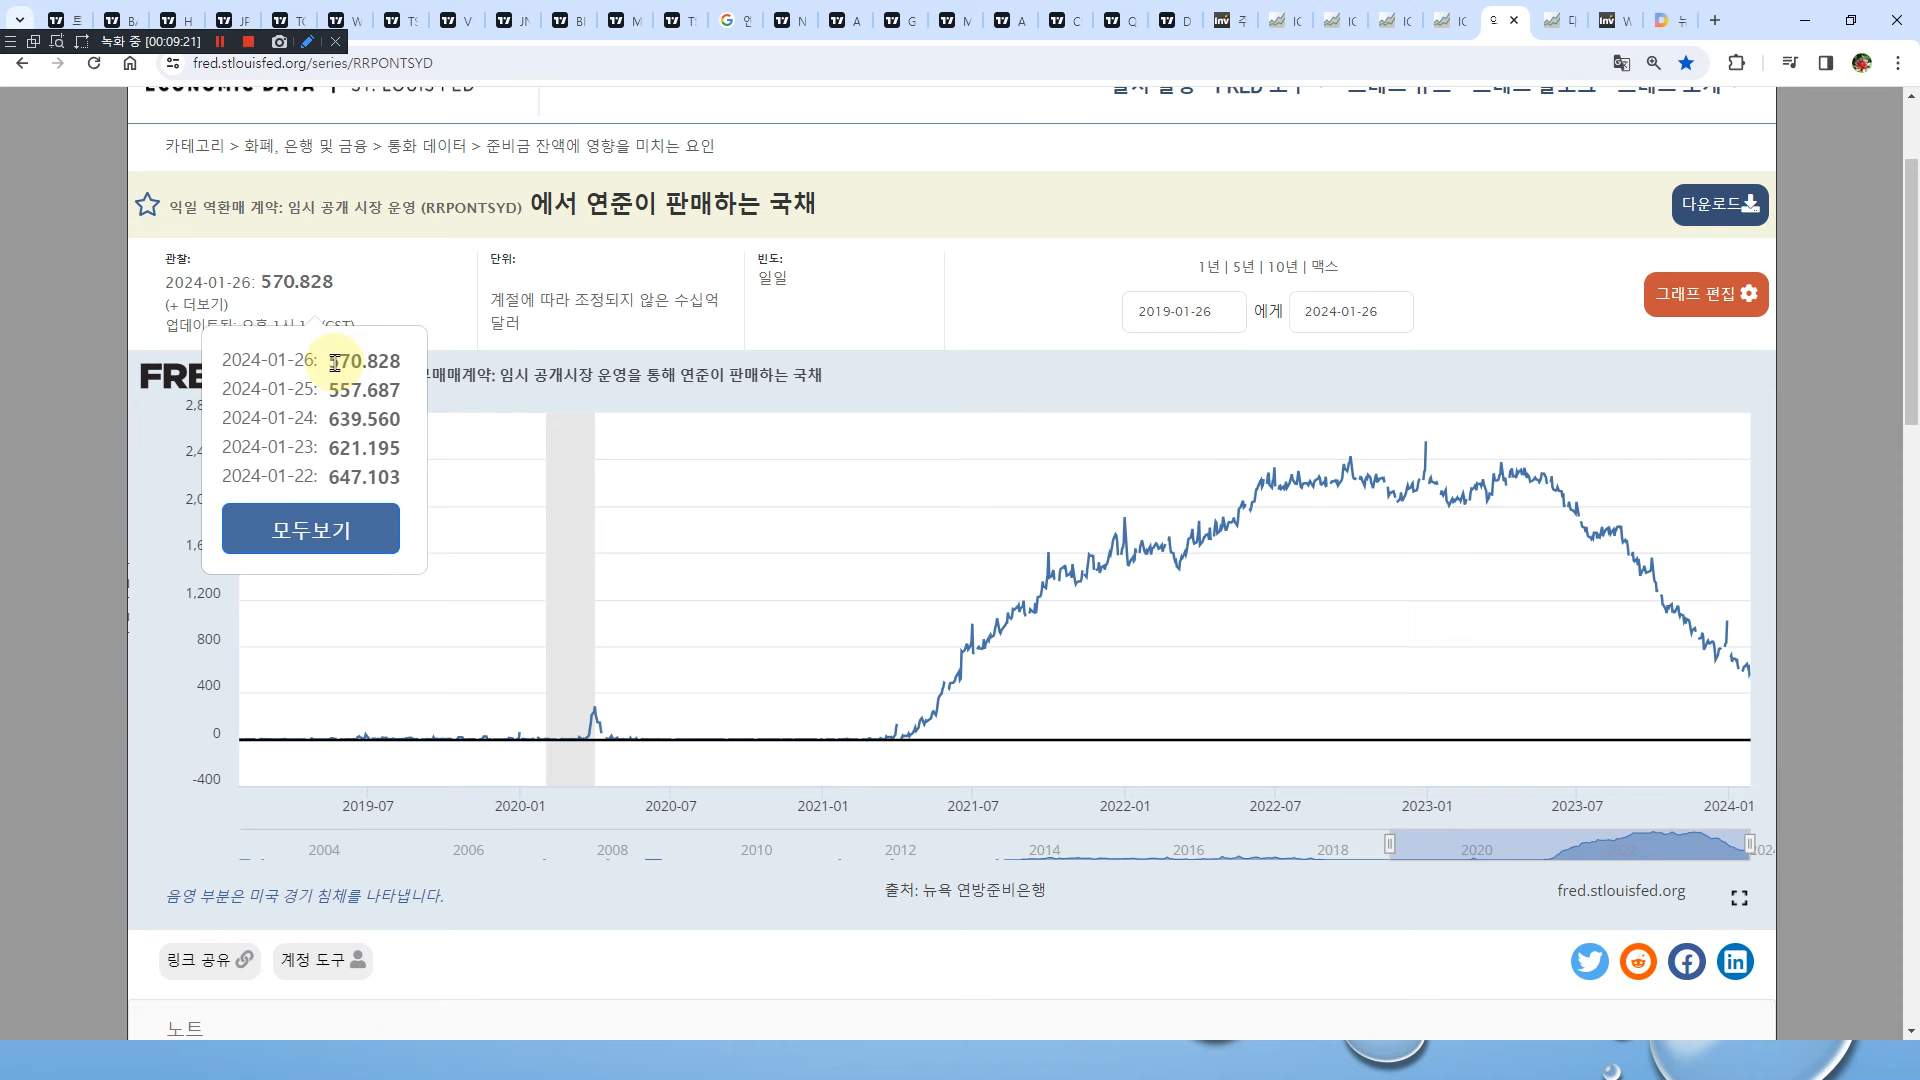 녹화 중 [00:09:21]
fred.stlouisfed.org/series/RRPONTSYD
ECONOMIC DATA | ST. LOUIS FED
카테고리 > 화폐, 은행 및 금융 > 통화 데이터 > 준비금 잔액에 영향을 미치는 요인
익일 역환매 계약: 임시 공개 시장 운영 (RRPONTSYD) 에서 연준이 판매하는 국채
다운로드
관찰:
2024-01-26: 570.828
(+ 더보기)
단위:
계절에 따라 조정되지 않은 수십억
달러
빈도:
일일
1년 | 5년 | 10년 | 맥스
2019-01-26 에게 2024-01-26
그래프 편집
2024-01-26: 570.828
2024-01-25: 557.687
2024-01-24: 639.560
2024-01-23: 621.195
2024-01-22: 647.103
모두보기
FRE
매매계약: 임시 공개시장 운영을 통해 연준이 판매하는 국채
1,200
800
400
0
-400
2019-07 2020-01 2020-07 2021-01 2021-07 2022-01 2022-07 2023-01 2023-07 2024-01
2004 2006 2008 2010 2012 2014 2016 2018 2020 2022
음영 부분은 미국 경기 침체를 나타냅니다.
출처: 뉴욕 연방준비은행
fred.stlouisfed.org
링크 공유
계정 도구
노트